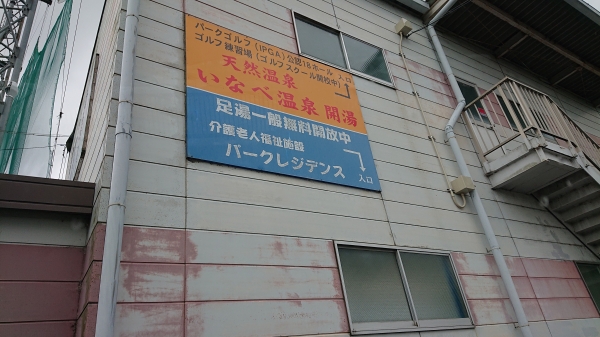 パークゴルフ(IPGA)公認18ホール
ゴルフ練習場(ゴルフスクール開校中)
入口
天然温泉
いなべ温泉開湯
足湯一般無料開放中
介護老人福祉施設
パークレジデンス
入口